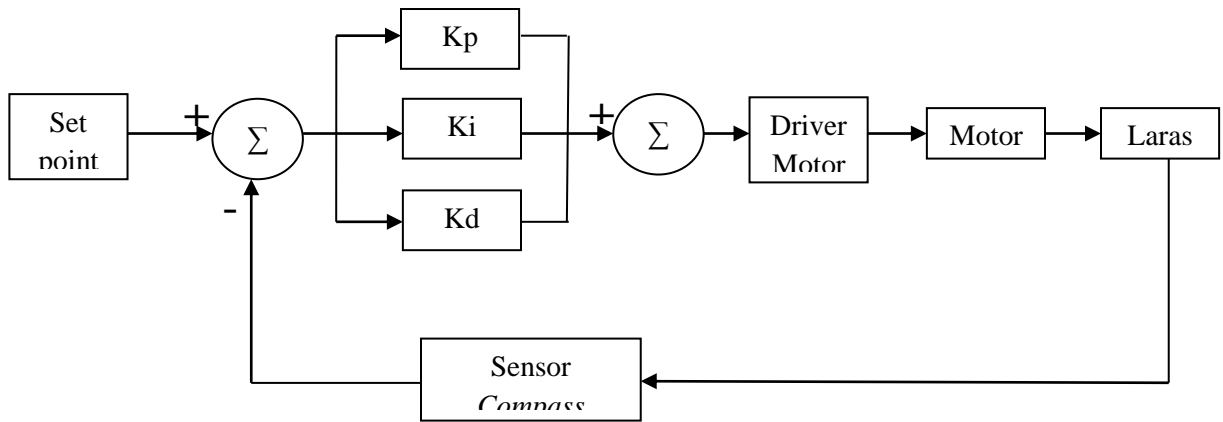 Kp
Set
point
+
∑
Ki
+
∑
Driver
Motor
Motor
Laras
-
Kd
Sensor
Compass